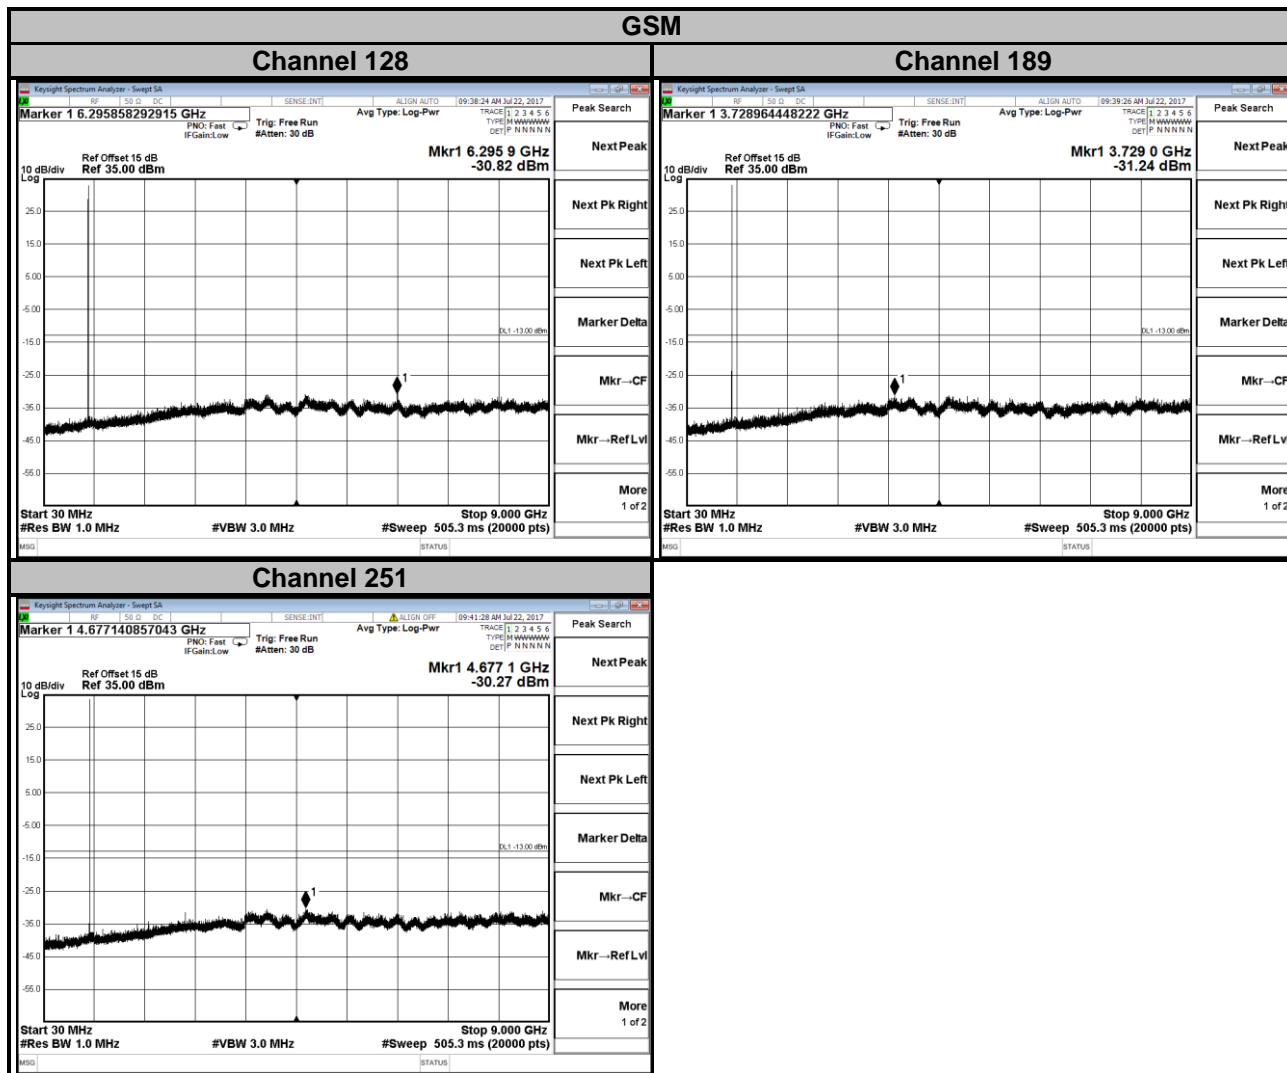 GSM
Channel 128
Keysight Spectrum Analyzer - Swept SA
RF 50 Ω DC SENSE:INT ALIGN AUTO 09:38:24 AM Jul 22, 2017
Marker 1 6.295858292915 GHz
PNO: Fast
IFGain:Low
Trig: Free Run
#Atten: 30 dB
Avg Type: Log-Pwr
TRACE 1 2 3 4 5 6
TYPE M WWWWW
DET P N N N N N
Mkr1 6.295 9 GHz
-30.82 dBm
Ref Offset 15 dB
10 dB/div Ref 35.00 dBm
Log
25.0
15.0
5.00
-5.00
DL1 -13.00 dBm
-15.0
-25.0
1
-35.0
-45.0
-55.0
Start 30 MHz Stop 9.000 GHz
#Res BW 1.0 MHz #VBW 3.0 MHz #Sweep 505.3 ms (20000 pts)
MSG STATUS
Peak Search
Next Peak
Next Pk Right
Next Pk Left
Marker Delta
Mkr→CF
Mkr→Ref Lvl
More
1 of 2
Channel 189
Keysight Spectrum Analyzer - Swept SA
RF 50 Ω DC SENSE:INT ALIGN AUTO 09:39:26 AM Jul 22, 2017
Marker 1 3.728964448222 GHz
PNO: Fast
IFGain:Low
Trig: Free Run
#Atten: 30 dB
Avg Type: Log-Pwr
TRACE 1 2 3 4 5 6
TYPE M WWWWW
DET P N N N N N
Mkr1 3.729 0 GHz
-31.24 dBm
Ref Offset 15 dB
10 dB/div Ref 35.00 dBm
Log
25.0
15.0
5.00
-5.00
DL1 -13.00 dBm
-15.0
-25.0
1
-35.0
-45.0
-55.0
Start 30 MHz Stop 9.000 GHz
#Res BW 1.0 MHz #VBW 3.0 MHz #Sweep 505.3 ms (20000 pts)
MSG STATUS
Peak Search
Next Peak
Next Pk Right
Next Pk Left
Marker Delta
Mkr→CF
Mkr→Ref Lvl
More
1 of 2
Channel 251
Keysight Spectrum Analyzer - Swept SA
RF 50 Ω DC SENSE:INT ALIGN OFF 09:41:28 AM Jul 22, 2017
Marker 1 4.677140857043 GHz
PNO: Fast
IFGain:Low
Trig: Free Run
#Atten: 30 dB
Avg Type: Log-Pwr
TRACE 1 2 3 4 5 6
TYPE M WWWWW
DET P N N N N N
Mkr1 4.677 1 GHz
-30.27 dBm
Ref Offset 15 dB
10 dB/div Ref 35.00 dBm
Log
25.0
15.0
5.00
-5.00
DL1 -13.00 dBm
-15.0
-25.0
1
-35.0
-45.0
-55.0
Start 30 MHz Stop 9.000 GHz
#Res BW 1.0 MHz #VBW 3.0 MHz #Sweep 505.3 ms (20000 pts)
MSG STATUS
Peak Search
Next Peak
Next Pk Right
Next Pk Left
Marker Delta
Mkr→CF
Mkr→Ref Lvl
More
1 of 2